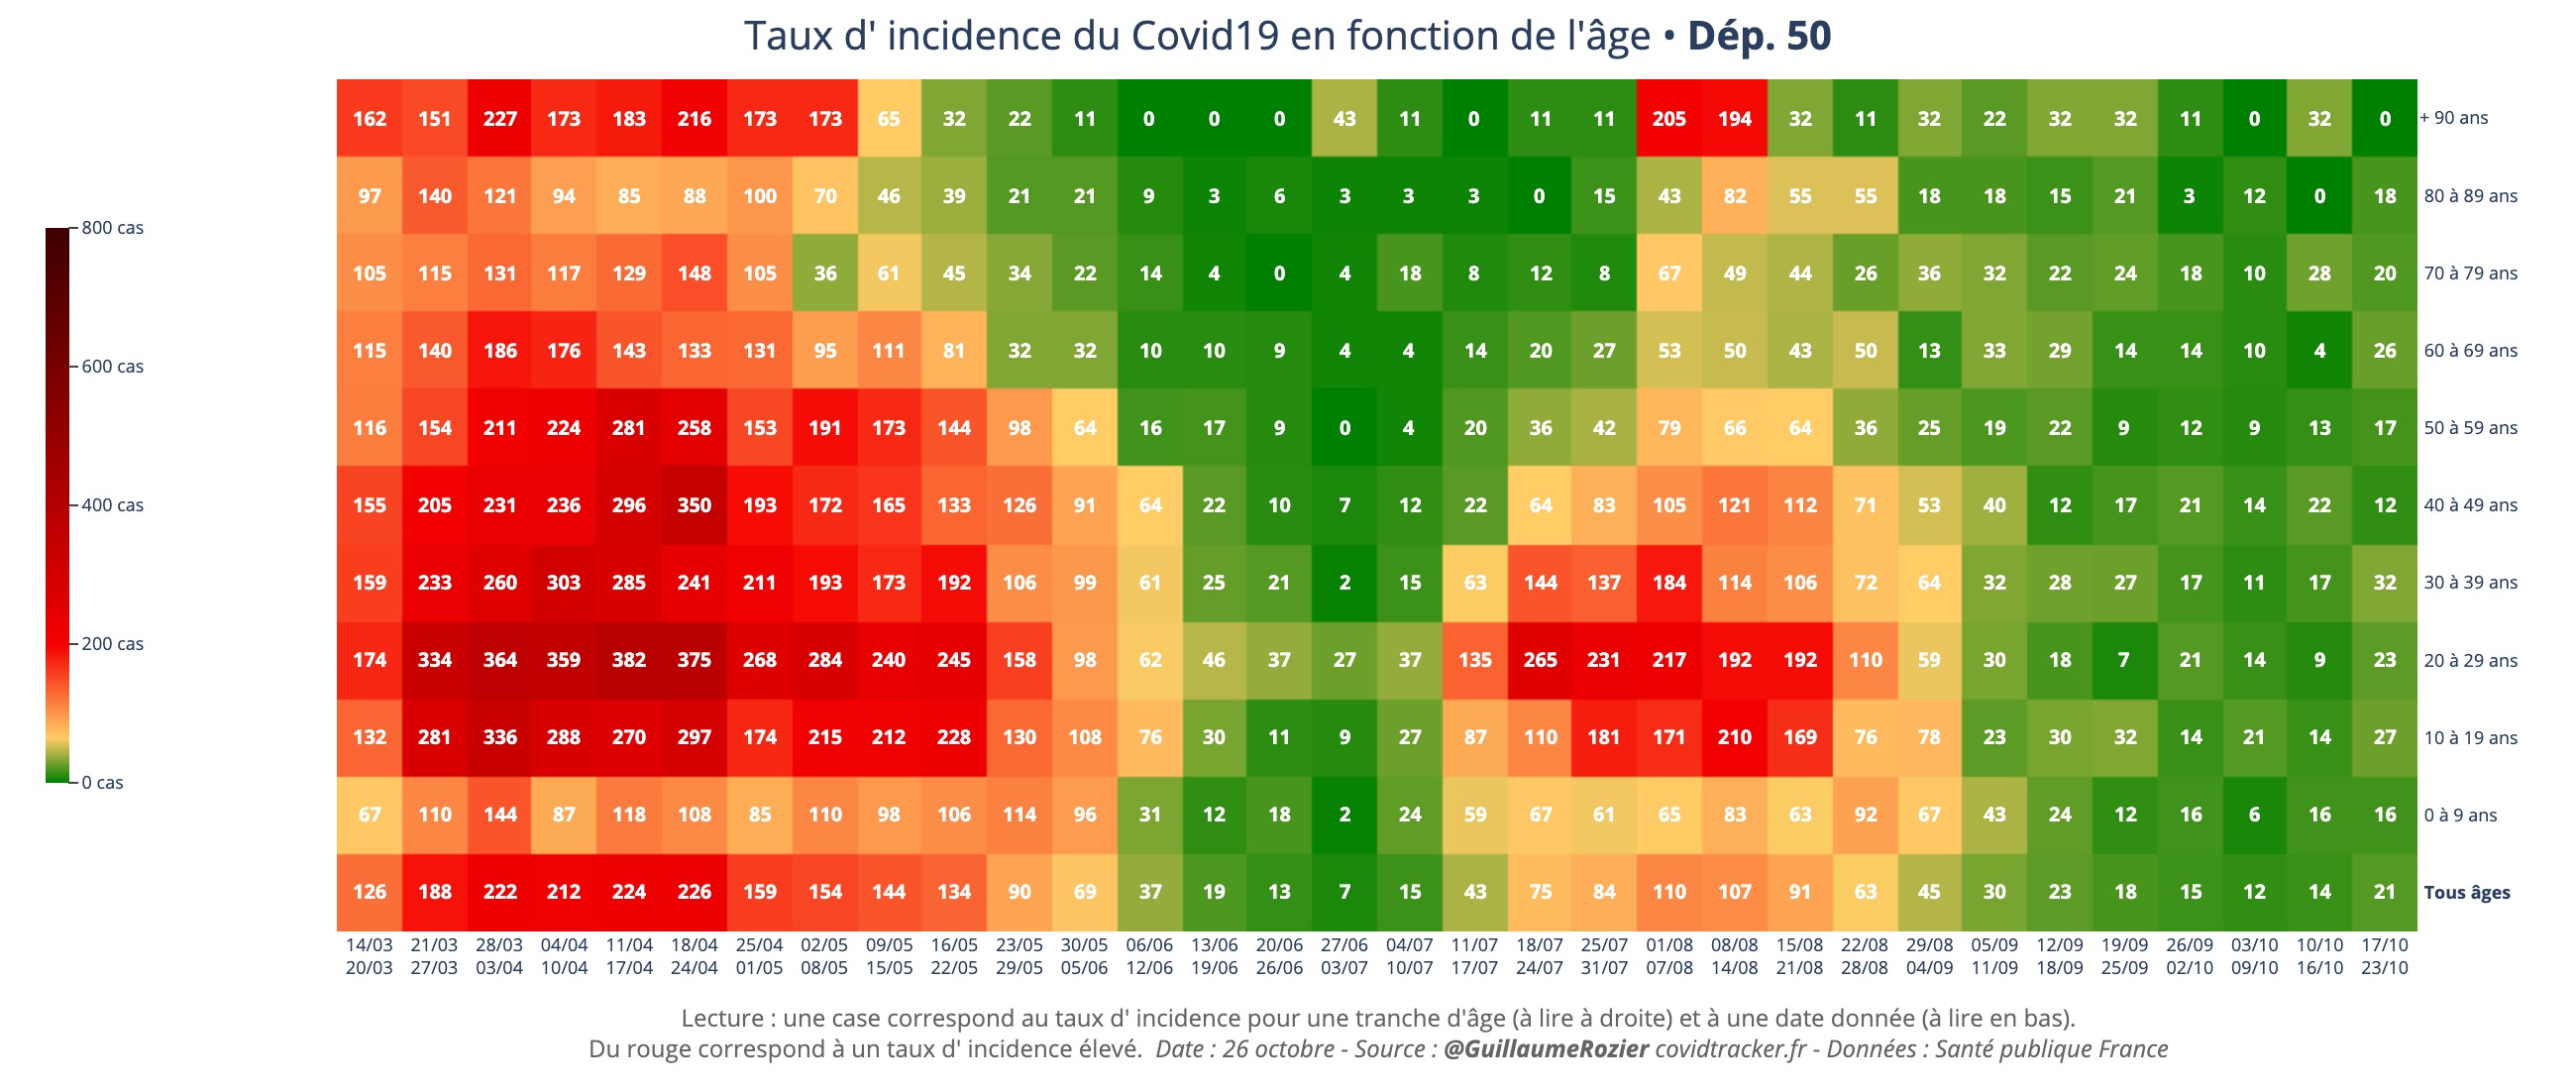 Taux d' incidence du Covid19 en fonction de l'âge • Dép. 50
800 cas
600 cas
400 cas
200 cas
0 cas
162 151 227 173 183 216 173 173 65 32 22 11 0 0 0 43 11 0 11 11 205 194 32 11 32 22 32 32 11 0 32 0 + 90 ans
97 140 121 94 85 88 100 70 46 39 21 21 9 3 6 3 3 3 0 15 43 82 55 55 18 18 15 21 3 12 0 18 80 à 89 ans
105 115 131 117 129 148 105 36 61 45 34 22 14 4 0 4 18 8 12 8 67 49 44 26 36 32 22 24 18 10 28 20 70 à 79 ans
115 140 186 176 143 133 131 95 111 81 32 32 10 10 9 4 4 14 20 27 53 50 43 50 13 33 29 14 14 10 4 26 60 à 69 ans
116 154 211 224 281 258 153 191 173 144 98 64 16 17 9 0 4 20 36 42 79 66 64 36 25 19 22 9 12 9 13 17 50 à 59 ans
155 205 231 236 296 350 193 172 165 133 126 91 64 22 10 7 12 22 64 83 105 121 112 71 53 40 12 17 21 14 22 12 40 à 49 ans
159 233 260 303 285 241 211 193 173 192 106 99 61 25 21 2 15 63 144 137 184 114 106 72 64 32 28 27 17 11 17 32 30 à 39 ans
174 334 364 359 382 375 268 284 240 245 158 98 62 46 37 27 37 135 265 231 217 192 192 110 59 30 18 7 21 14 9 23 20 à 29 ans
132 281 336 288 270 297 174 215 212 228 130 108 76 30 11 9 27 87 110 181 171 210 169 76 78 23 30 32 14 21 14 27 10 à 19 ans
67 110 144 87 118 108 85 110 98 106 114 96 31 12 18 2 24 59 67 61 65 83 63 92 67 43 24 12 16 6 16 16 0 à 9 ans
126 188 222 212 224 226 159 154 144 134 90 69 37 19 13 7 15 43 75 84 110 107 91 63 45 30 23 18 15 12 14 21 Tous âges
14/03 21/03 28/03 04/04 11/04 18/04 25/04 02/05 09/05 16/05 23/05 30/05 06/06 13/06 20/06 27/06 04/07 11/07 18/07 25/07 01/08 08/08 15/08 22/08 29/08 05/09 12/09 19/09 26/09 03/10 10/10 17/10
20/03 27/03 03/04 10/04 17/04 24/04 01/05 08/05 15/05 22/05 29/05 05/06 12/06 19/06 26/06 03/07 10/07 17/07 24/07 31/07 07/08 14/08 21/08 28/08 04/09 11/09 18/09 25/09 02/10 09/10 16/10 23/10
Lecture : une case correspond au taux d' incidence pour une tranche d'âge (à lire à droite) et à une date donnée (à lire en bas).
Du rouge correspond à un taux d' incidence élevé. Date : 26 octobre - Source : @GuillaumeRozier covidtracker.fr - Données : Santé publique France